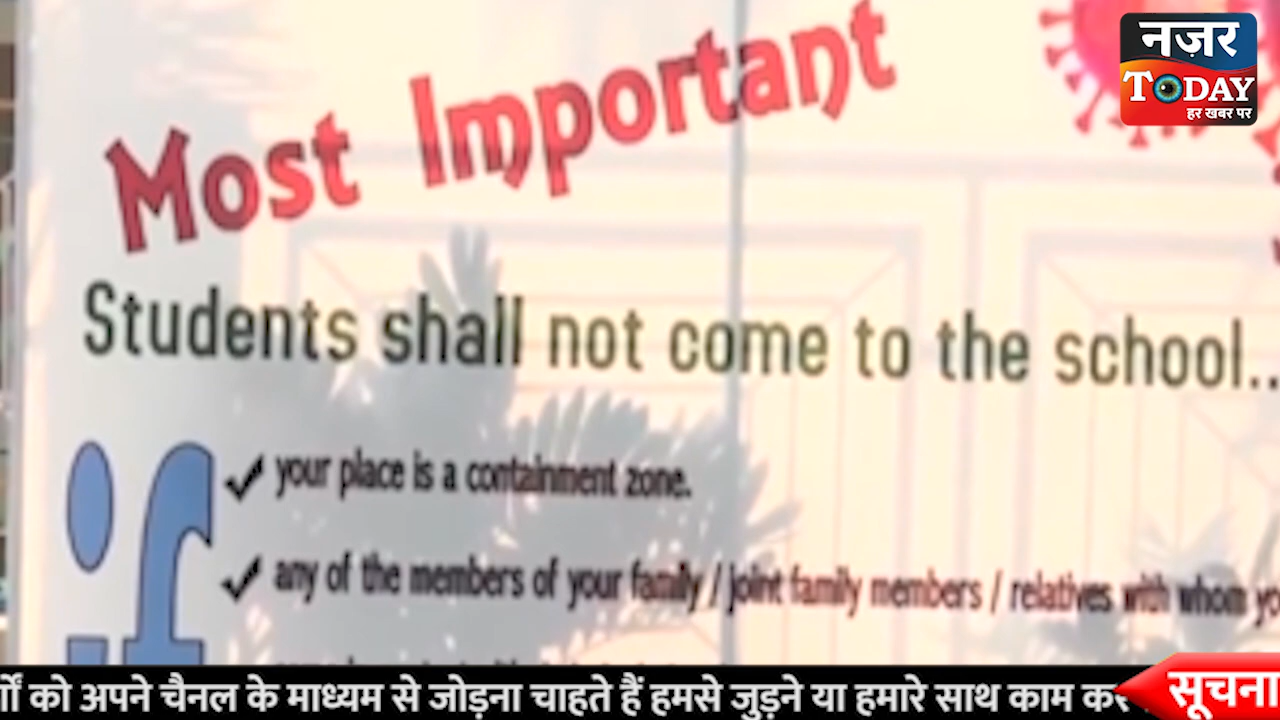 नज़र
TODAY
हर खबर पर
Most Important
Students shall not come to the school..
if
your place is a containment zone.
any of the members of your family / joint family members / relatives with whom
को अपने चैनल के माध्यम से जोड़ना चाहते हैं हमसे जुड़ने या हमारे साथ काम
सूचना